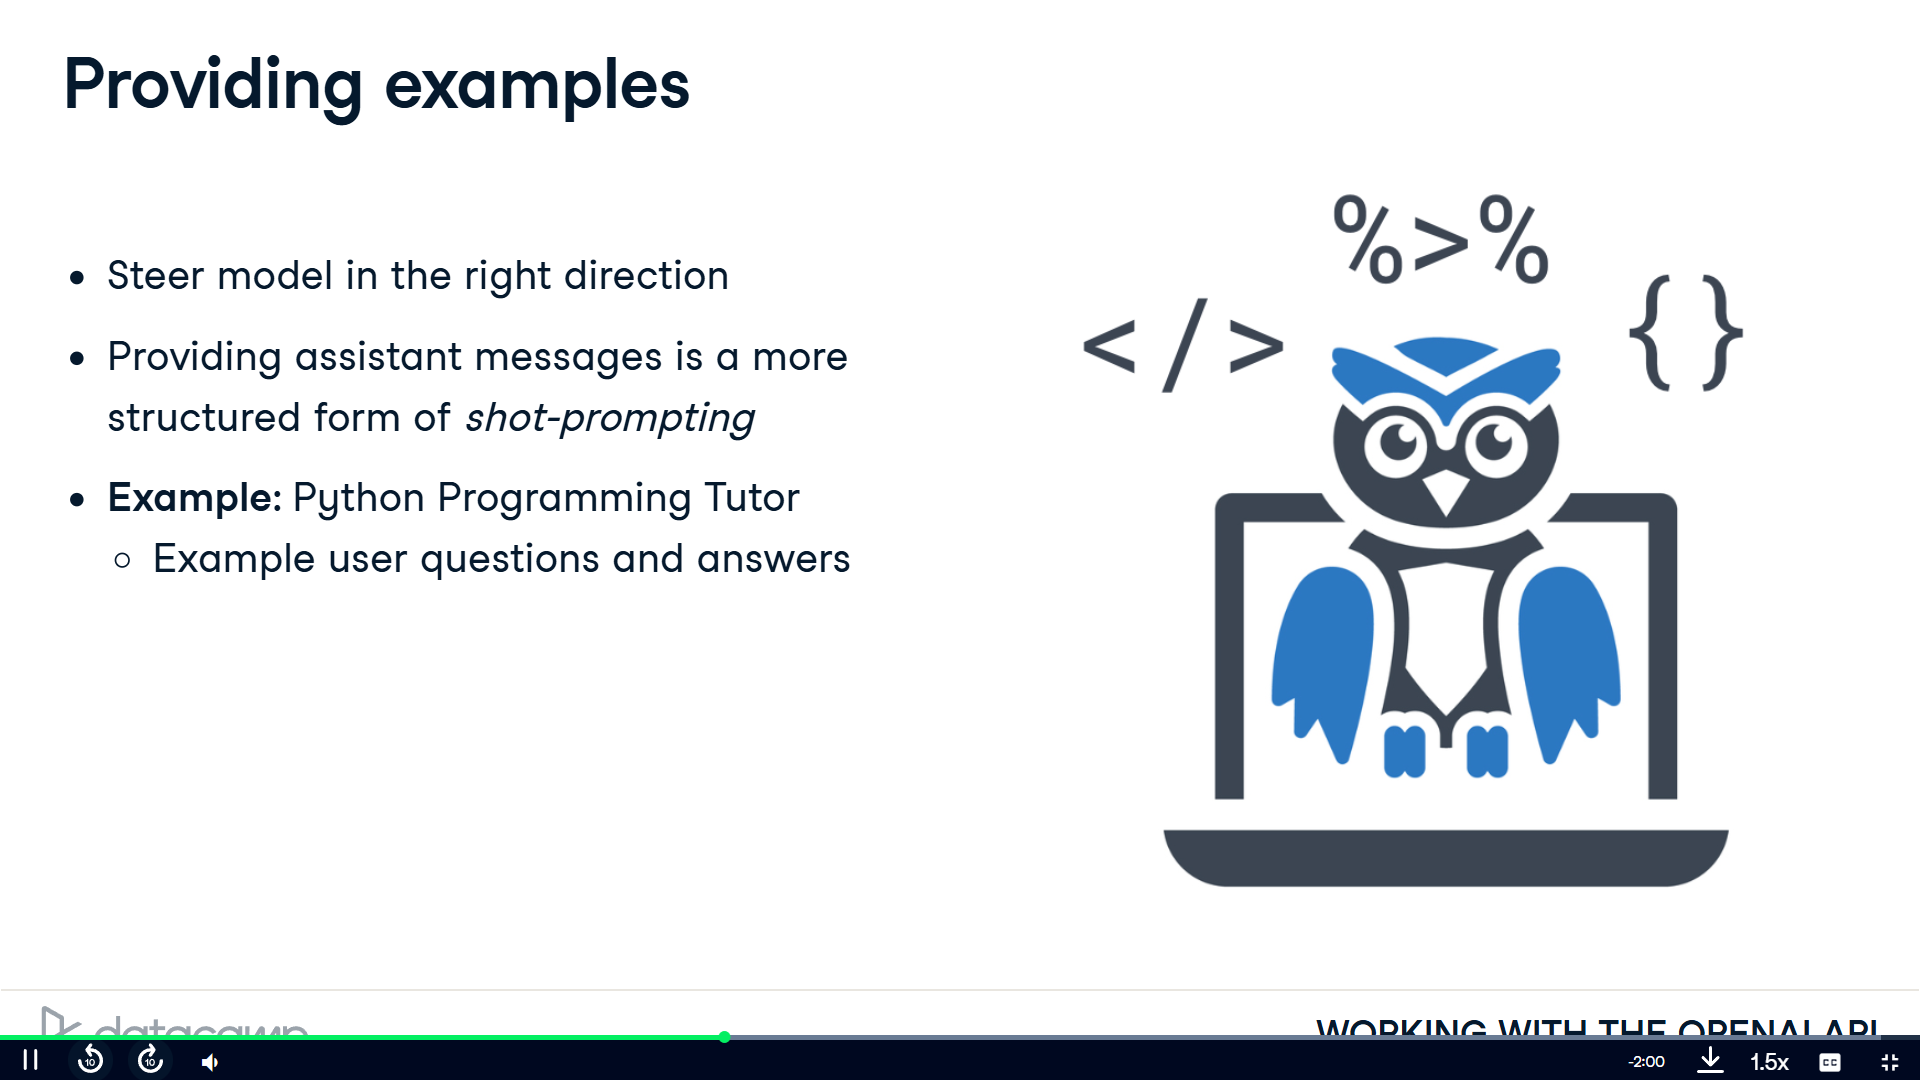 Providing examples
%>%
</>
{}
• Steer model in the right direction
• Providing assistant messages is a more
structured form of shot-prompting
• Example: Python Programming Tutor
○ Example user questions and answers
datacamp
WORKING WITH THE OPENAI API
10
10
-2:00
1.5x
CC